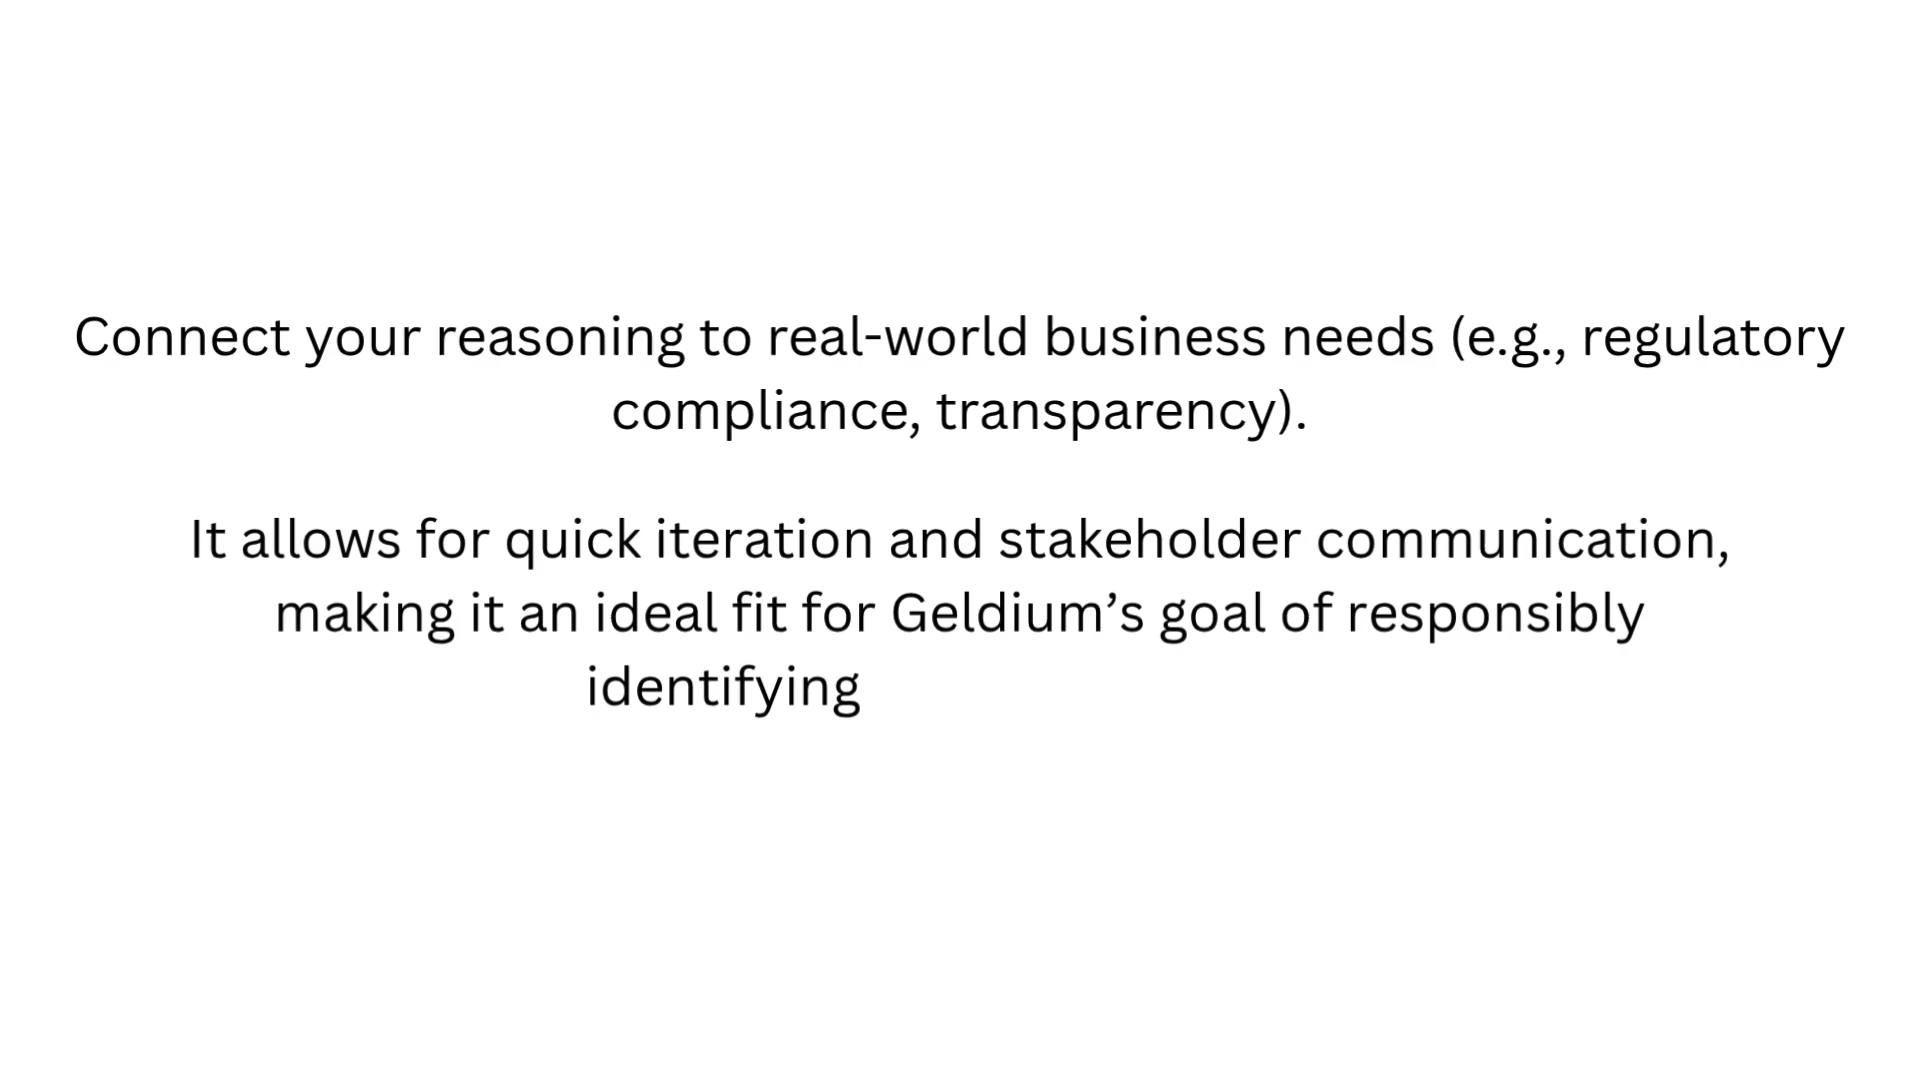 Connect your reasoning to real-world business needs (e.g., regulatory
compliance, transparency).
It allows for quick iteration and stakeholder communication,
making it an ideal fit for Geldium’s goal of responsibly
identifying